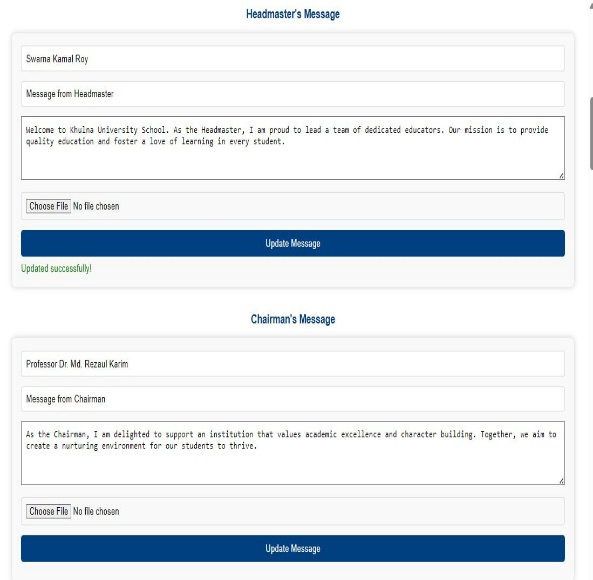 Headmaster's Message
Swarna Kamal Roy
Message from Headmaster
Welcome to Khulna University School. As the Headmaster, I am proud to lead a team of dedicated educators. Our mission is to provide
quality education and foster a love of learning in every student.
Choose File No file chosen
Update Message
Updated successfully!
Chairman's Message
Professor Dr. Md. Rezaul Karim
Message from Chairman
As the Chairman, I am delighted to support an institution that values academic excellence and character building. Together, we aim to
create a nurturing environment for our students to thrive.
Choose File No file chosen
Update Message